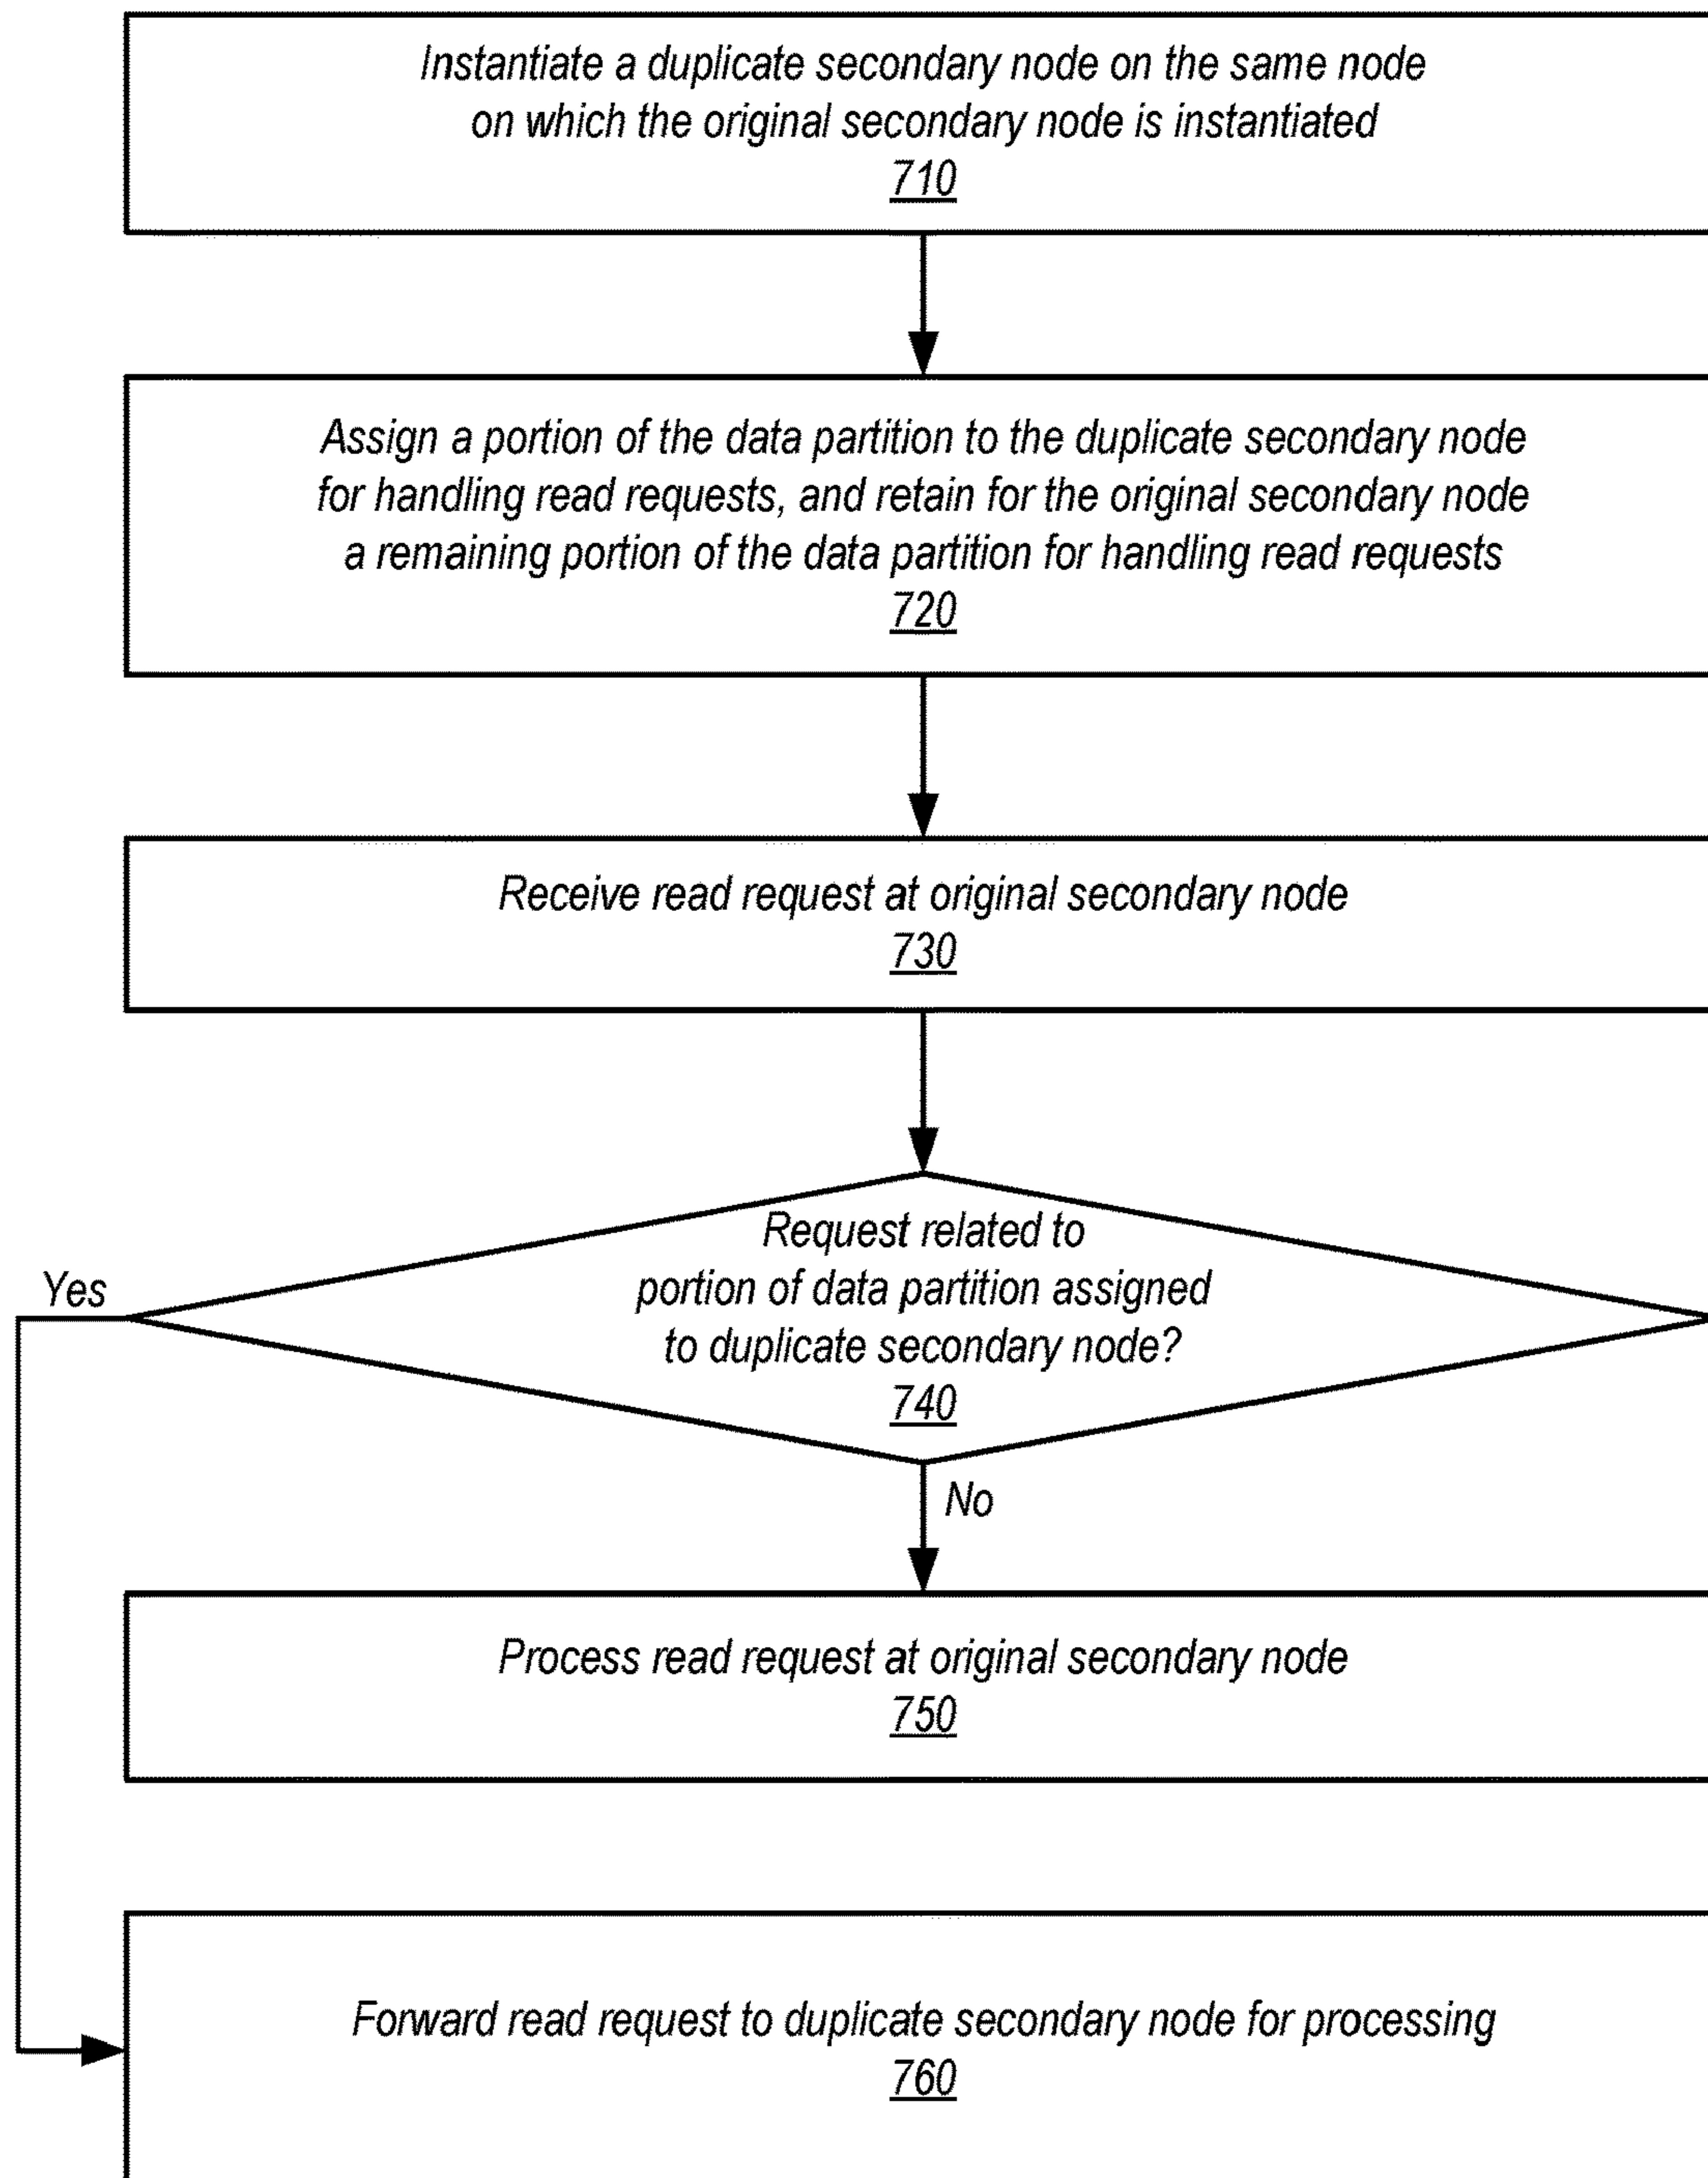 Instantiate a duplicate secondary node on the same node
on which the original secondary node is instantiated
710
Assign a portion of the data partition to the duplicate secondary node
for handling read requests, and retain for the original secondary node
a remaining portion of the data partition for handling read requests
720
Receive read request at original secondary node
730
Request related to
portion of data partition assigned
to duplicate secondary node?
740
Yes
No
Process read request at original secondary node
750
Forward read request to duplicate secondary node for processing
760